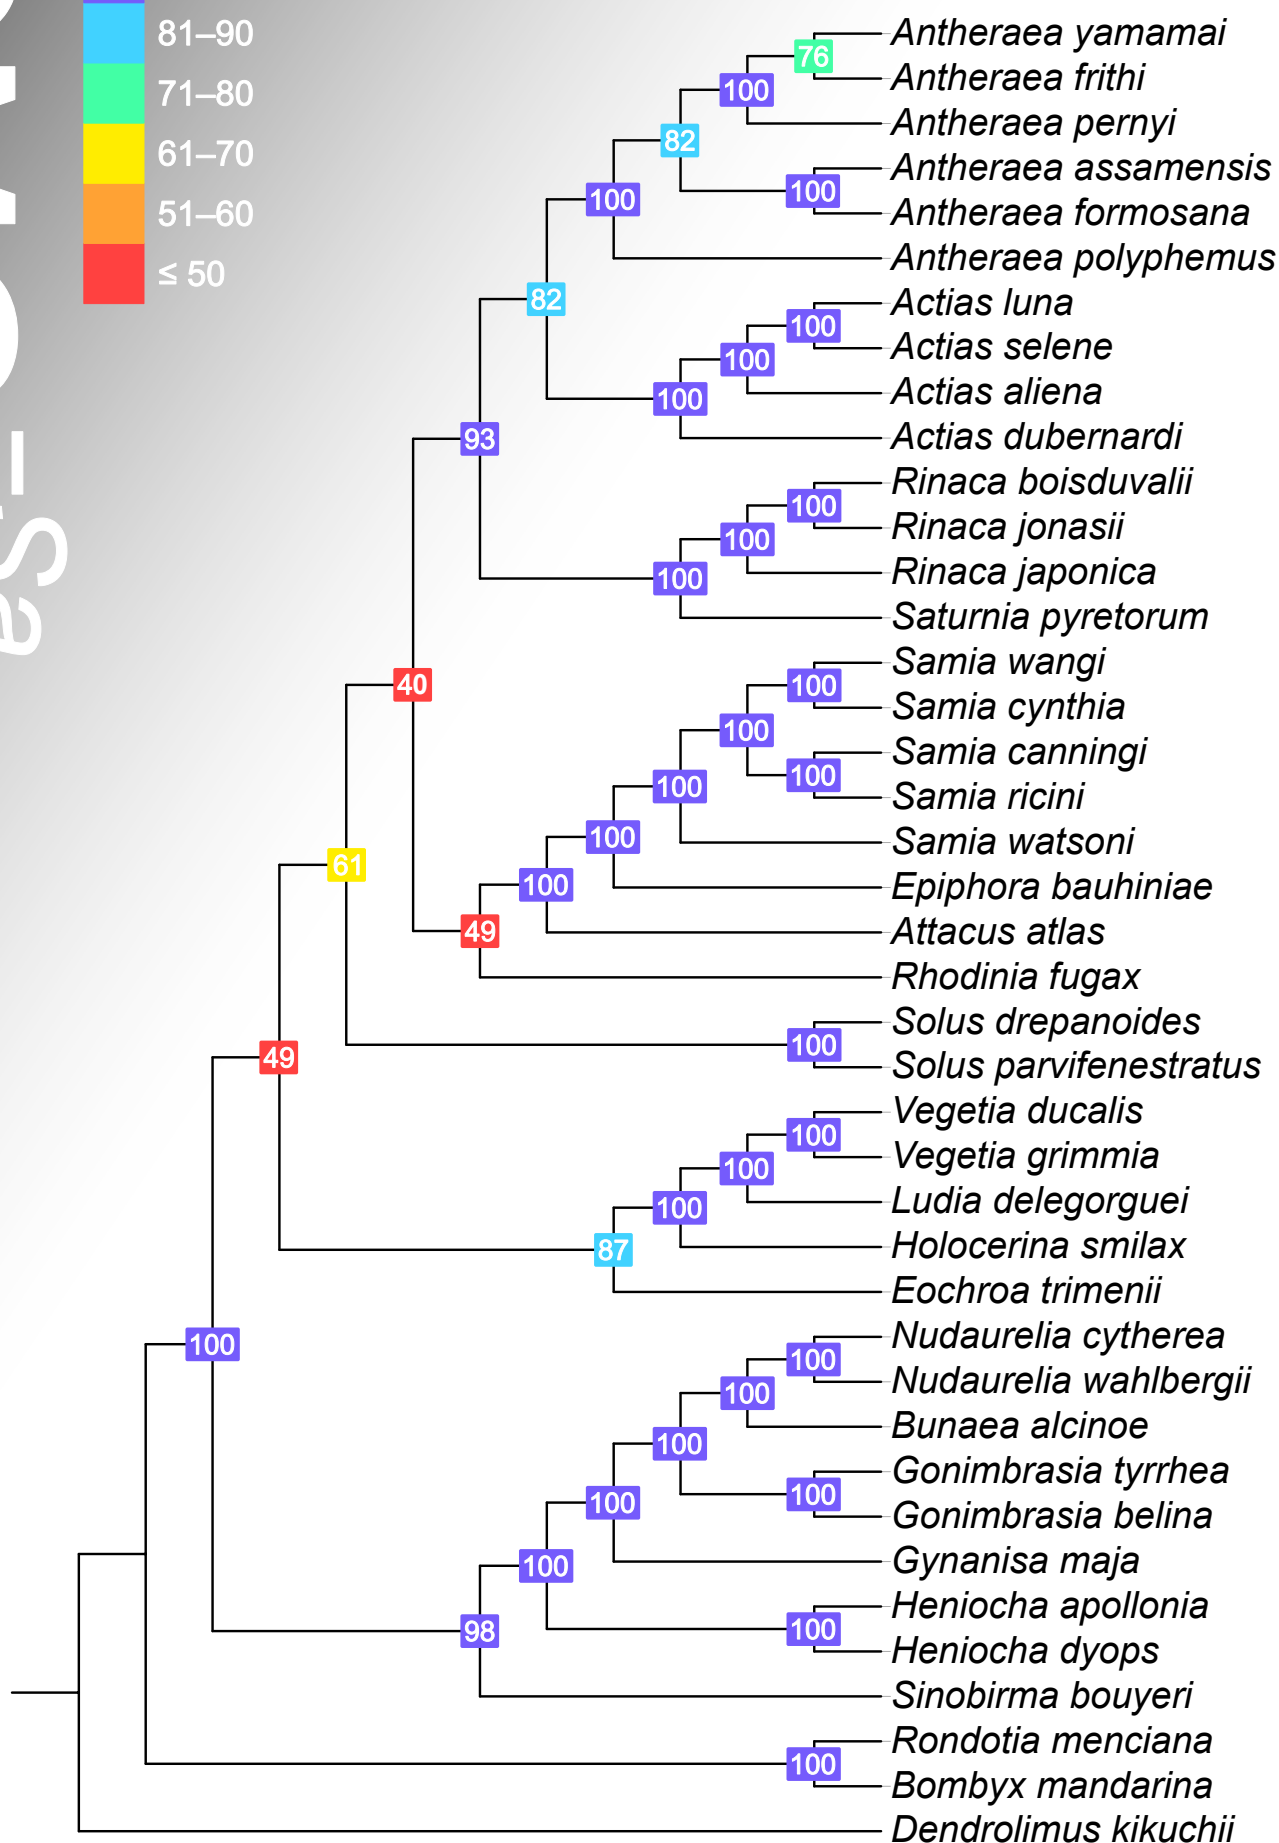 81–90
71–80
61–70
51–60
≤ 50
Antheraea yamamai
76
Antheraea frithi
100
Antheraea pernyi
82
Antheraea assamensis
100
100
Antheraea formosana
Antheraea polyphemus
82
Actias luna
100
Actias selene
100
Actias aliena
100
Actias dubernardi
93
Rinaca boisduvalii
100
Rinaca jonasii
100
Rinaca japonica
100
Saturnia pyretorum
Samia wangi
40
100
Samia cynthia
100
Samia canningi
100
100
Samia ricini
100
Samia watsoni
61
100
Epiphora bauhiniae
49
Attacus atlas
Rhodinia fugax
Solus drepanoides
49
100
Solus parvifenestratus
Vegetia ducalis
100
Vegetia grimmia
100
Ludia delegorguei
100
Holocerina smilax
87
Eochroa trimenii
100
Nudaurelia cytherea
100
Nudaurelia wahlbergii
100
Bunaea alcinoe
100
Gonimbrasia tyrrhea
100
100
Gonimbrasia belina
100
Gynanisa maja
Heniocha apollonia
98
100
Heniocha dyops
Sinobirma bouyeri
Rondotia menciana
100
Bombyx mandarina
Dendrolimus kikuchii